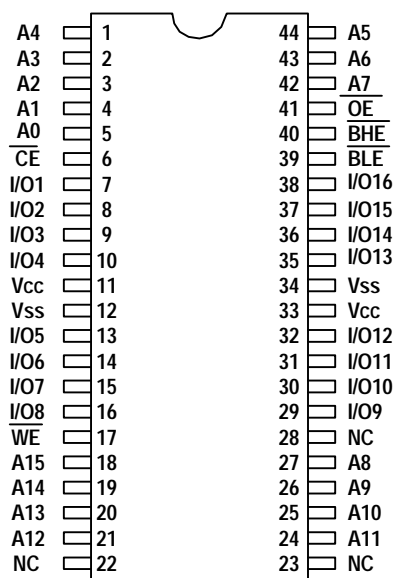 A4 1 44 A5
A3 2 43 A6
A2 3 42 A7
A1 4 41 OE
A0 5 40 BHE
CE 6 39 BLE
I/O1 7 38 I/O16
I/O2 8 37 I/O15
I/O3 9 36 I/O14
I/O4 10 35 I/O13
Vcc 11 34 Vss
Vss 12 33 Vcc
I/O5 13 32 I/O12
I/O6 14 31 I/O11
I/O7 15 30 I/O10
I/O8 16 29 I/O9
WE 17 28 NC
A15 18 27 A8
A14 19 26 A9
A13 20 25 A10
A12 21 24 A11
NC 22 23 NC